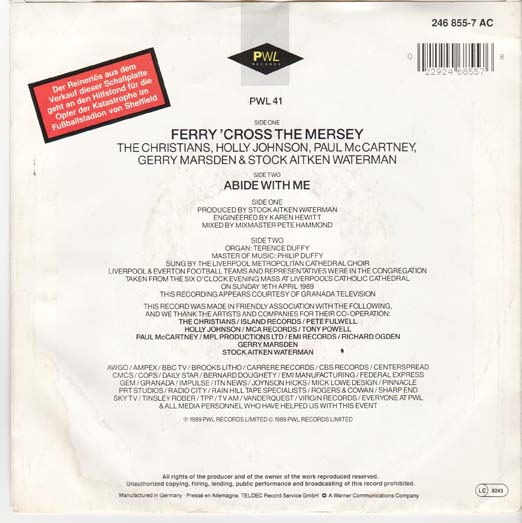 246 855-7 AC
PWL
RECORDS
0 22924 68557 8
Der Reinerlös aus dem
Verkauf dieser Schallplatte
geht an den Hilfsfond für die
Opfer der Katastrophe im
Fußballstadion von Sheffield
PWL 41
SIDE ONE
FERRY 'CROSS THE MERSEY
THE CHRISTIANS, HOLLY JOHNSON, PAUL McCARTNEY,
GERRY MARSDEN & STOCK AITKEN WATERMAN
SIDE TWO
ABIDE WITH ME
SIDE ONE
PRODUCED BY STOCK AITKEN WATERMAN
ENGINEERED BY KAREN HEWITT
MIXED BY MIXMASTER PETE HAMMOND
SIDE TWO
ORGAN: TERENCE DUFFY
MASTER OF MUSIC: PHILIP DUFFY
SUNG BY THE LIVERPOOL METROPOLITAN CATHEDRAL CHOIR
LIVERPOOL & EVERTON FOOTBALL TEAMS AND REPRESENTATIVES WERE IN THE CONGREGATION
TAKEN FROM THE SIX O'CLOCK EVENING MASS AT LIVERPOOL'S CATHOLIC CATHEDRAL
ON SUNDAY 16TH APRIL 1989
THIS RECORDING APPEARS COURTESY OF GRANADA TELEVISION
THIS RECORD WAS MADE IN FRIENDLY ASSOCIATION WITH THE FOLLOWING,
AND WE THANK THE ARTISTS AND COMPANIES FOR THEIR CO-OPERATION:
THE CHRISTIANS / ISLAND RECORDS / PETE FULWELL
HOLLY JOHNSON / MCA RECORDS / TONY POWELL
PAUL McCARTNEY / MPL PRODUCTIONS LTD / EMI RECORDS / RICHARD OGDEN
GERRY MARSDEN
STOCK AITKEN WATERMAN
AWGO / AMPEX / BBC TV / BROOKS LITHO / CARRERE RECORDS / CBS RECORDS / CENTERSPREAD
CMCS / COPS / DAILY STAR / BERNARD DOUGHETY / EMI MANUFACTURING / FEDERAL EXPRESS
GEM / GRANADA / IMPULSE / ITN NEWS / JOYNSON HICKS / MICK LOWE DESIGN / PINNACLE
PRT STUDIOS / RADIO CITY / RAIN HILL TAPE SPECIALISTS / ROGERS & COWAN / SHARP END
SKY TV / TINSLEY ROBER / TPP / TV AM / VANDERQUEST / VIRGIN RECORDS / EVERYONE AT PWL
& ALL MEDIA PERSONNEL WHO HAVE HELPED US WITH THIS EVENT
℗ 1989 PWL RECORDS LIMITED © 1989 PWL RECORDS LIMITED
All rights of the producer and of the owner of the work reproduced reserved.
Unauthorized copying, hiring, lending, public performance and broadcasting of this record prohibited.
Manufactured in Germany · Pressé en Allemagne, TELDEC Record Service GmbH A Warner Communications Company
LC 8243